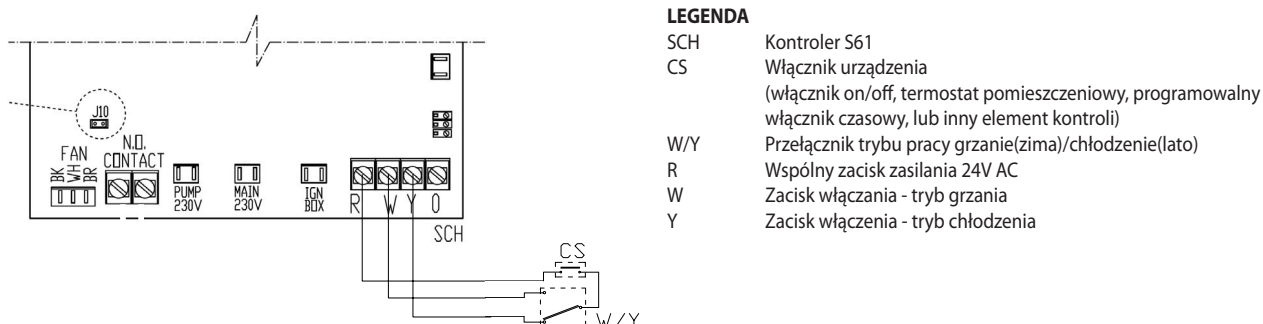 J10
FAN
BK
WH
BR
N.O.
CONTACT
PUMP
230V
MAIN
230V
IGN
BOX
R W Y 0
SCH
CS
W/Y
LEGENDA
SCH Kontroler S61
CS Włącznik urządzenia
(włącznik on/off, termostat pomieszczeniowy, programowalny
włącznik czasowy, lub inny element kontroli)
W/Y Przełącznik trybu pracy grzanie(zima)/chłodzenie(lato)
R Wspólny zacisk zasilania 24V AC
W Zacisk włączania - tryb grzania
Y Zacisk włączenia - tryb chłodzenia